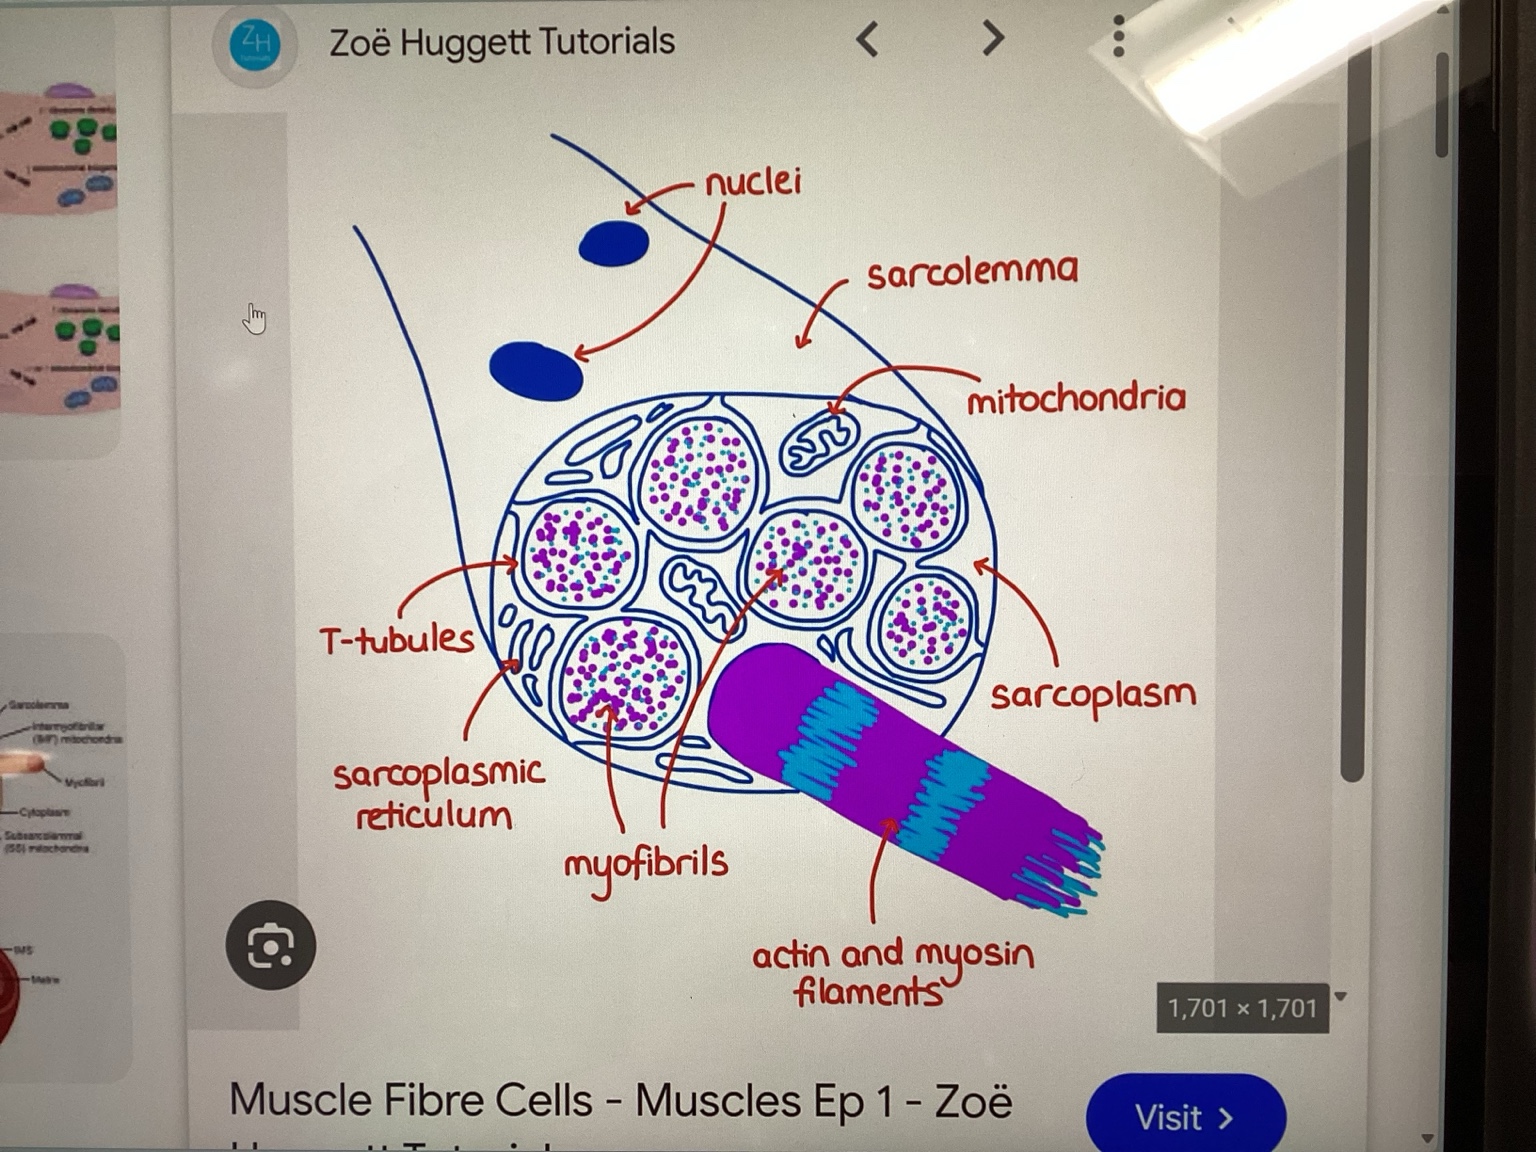 ZH
Tutorials
Zoë Huggett Tutorials
nuclei
sarcolemma
mitochondria
T-tubules
sarcoplasm
sarcoplasmic
reticulum
myofibrils
actin and myosin
filaments
1,701 × 1,701
Muscle Fibre Cells - Muscles Ep 1 - Zoë
Visit
Sarcolemma
Intermyofibrillar
(IMF) mitochondria
Myofibril
Cytoplasm
Subsarcolemmal
(SS) mitochondria
IMS
Matrix